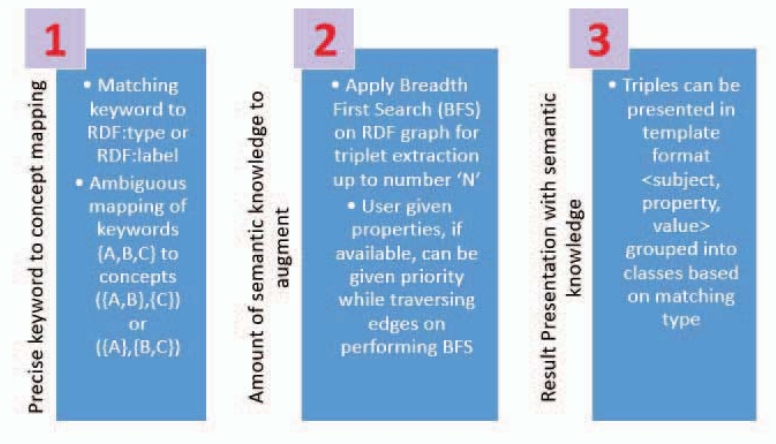 1
Precise keyword to concept mapping
• Matching
keyword to
RDF:type or
RDF:label
• Ambiguous
mapping of
keywords
{A,B,C} to
concepts
({A,B},{C})
or
({A},{B,C})
2
Amount of semantic knowledge to
augment
• Apply Breadth
First Search (BFS)
on RDF graph for
triplet extraction
up to number ‘N’
• User given
properties, if
available, can be
given priority
while traversing
edges on
performing BFS
3
Result Presentation with semantic
knowledge
• Triples can be
presented in
template
format
<subject,
property,
value>
grouped into
classes based
on matching
type